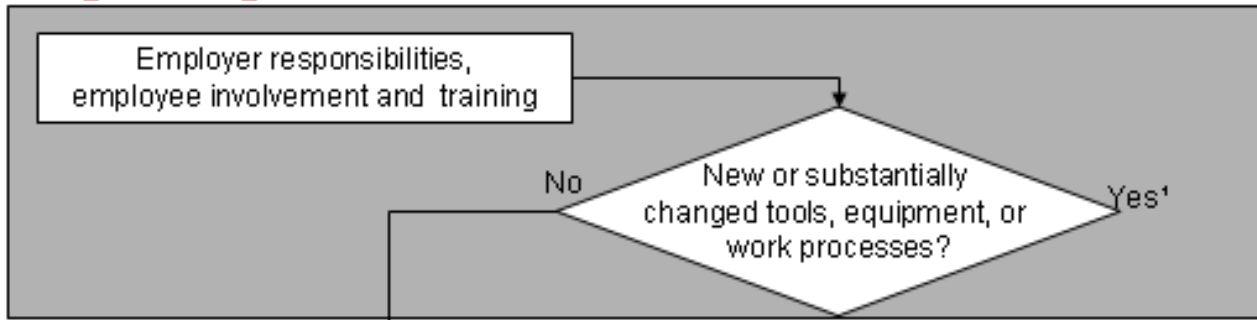 Employer responsibilities,
employee involvement and training
No
New or substantially
changed tools, equipment, or
work processes?
Yes¹